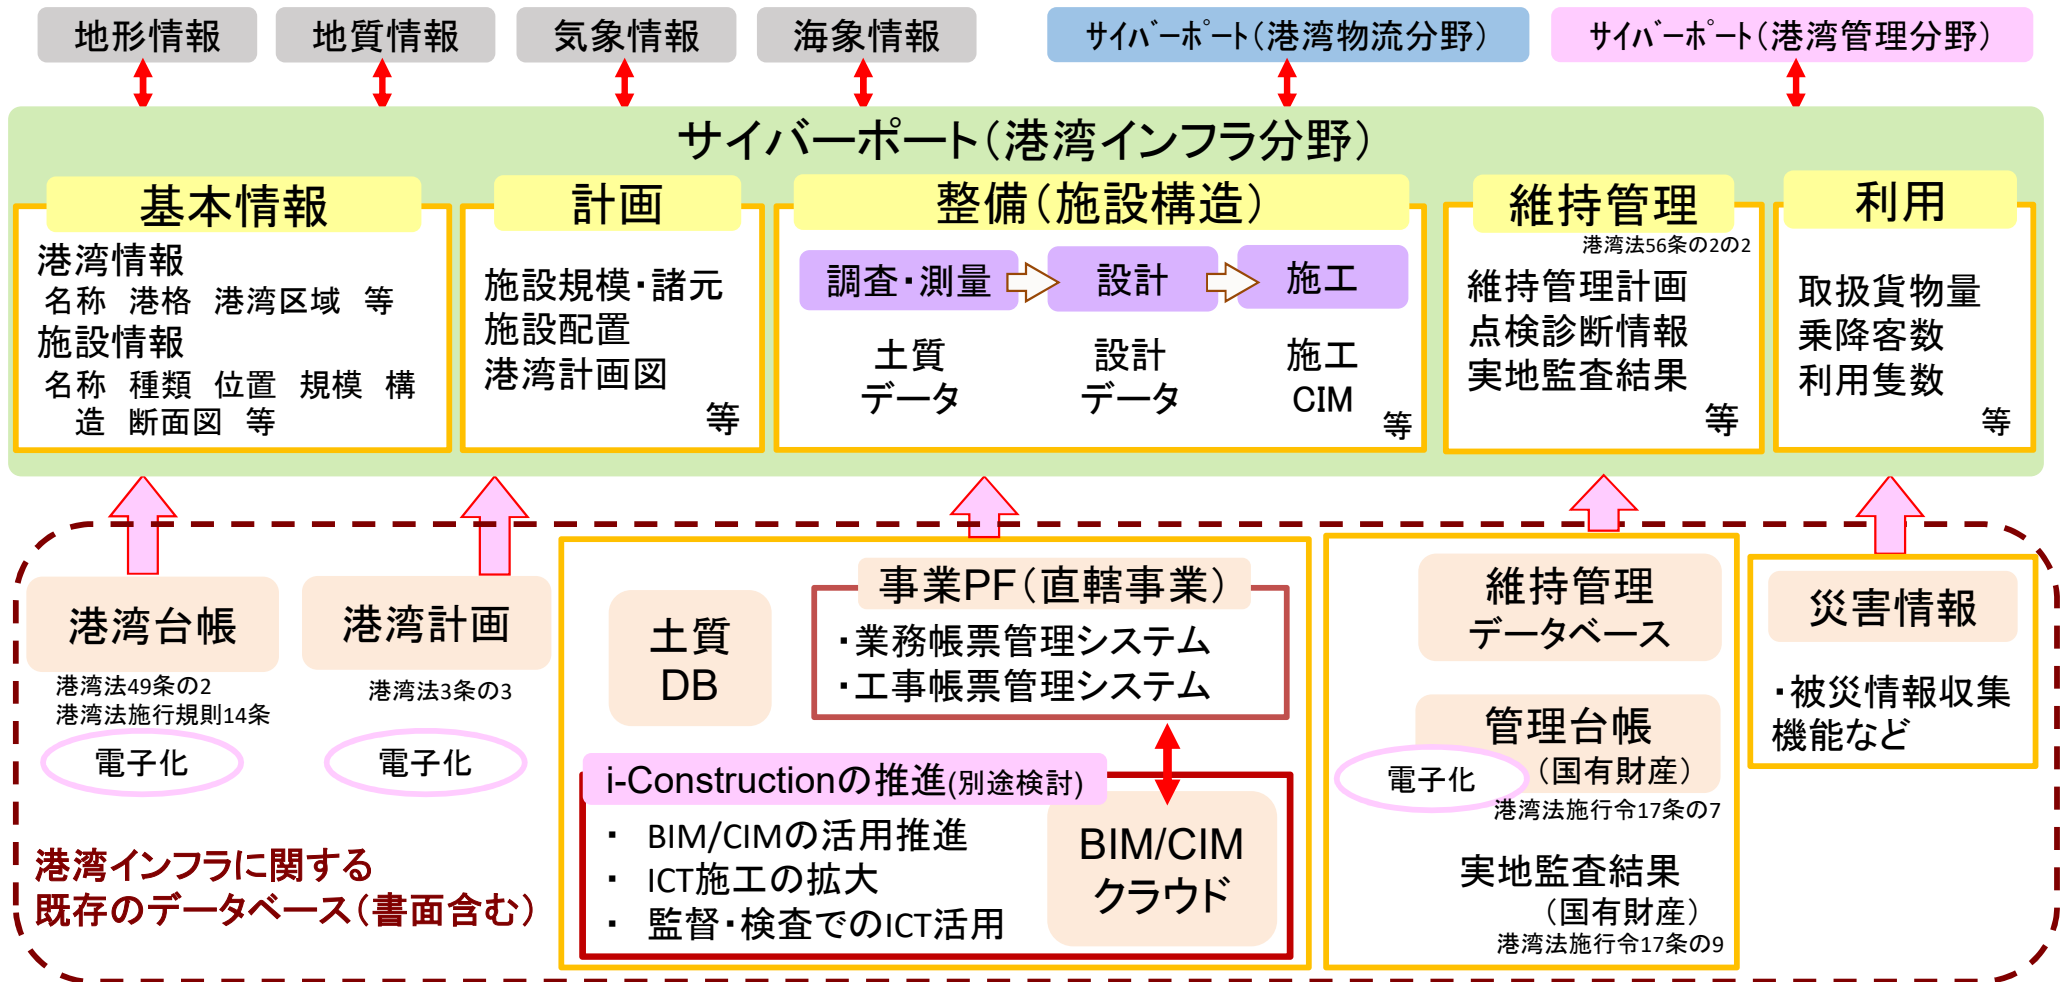 地形情報
地質情報
気象情報
海象情報
ｻｲﾊﾞｰﾎﾟｰﾄ（港湾物流分野）
ｻｲﾊﾞｰﾎﾟｰﾄ（港湾管理分野）
サイバーポート（港湾インフラ分野）
基本情報
港湾情報
名称　港格　港湾区域　等
施設情報
名称　種類　位置　規模　構
造　断面図　等
計画
施設規模・諸元
施設配置
港湾計画図
等
整備（施設構造）
調査・測量
設計
施工
土質
データ
設計
データ
施工
CIM
等
維持管理
港湾法56条の2の2
維持管理計画
点検診断情報
実地監査結果
等
利用
取扱貨物量
乗降客数
利用隻数
等
港湾台帳
港湾法49条の2
港湾法施行規則14条
電子化
港湾計画
港湾法3条の3
電子化
港湾インフラに関する
既存のデータベース（書面含む）
土質
DB
事業PF（直轄事業）
・業務帳票管理システム
・工事帳票管理システム
i-Constructionの推進(別途検討)
・ BIM/CIMの活用推進
・ ICT施工の拡大
・ 監督・検査でのICT活用
BIM/CIM
クラウド
維持管理
データベース
管理台帳
（国有財産）
電子化
港湾法施行令17条の7
実地監査結果
（国有財産）
港湾法施行令17条の9
災害情報
・被災情報収集
機能など